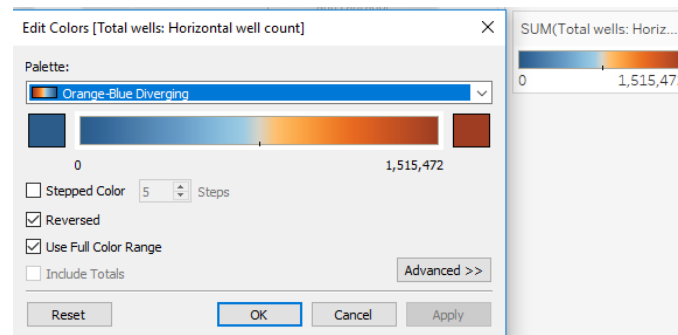 Edit Colors [Total wells: Horizontal well count]
Palette:
Orange-Blue Diverging
0 1,515,472
Stepped Color 5 Steps
Reversed
Use Full Color Range
Include Totals
Advanced >>
Reset OK Cancel Apply
SUM(Total wells: Horiz...
0 1,515,47